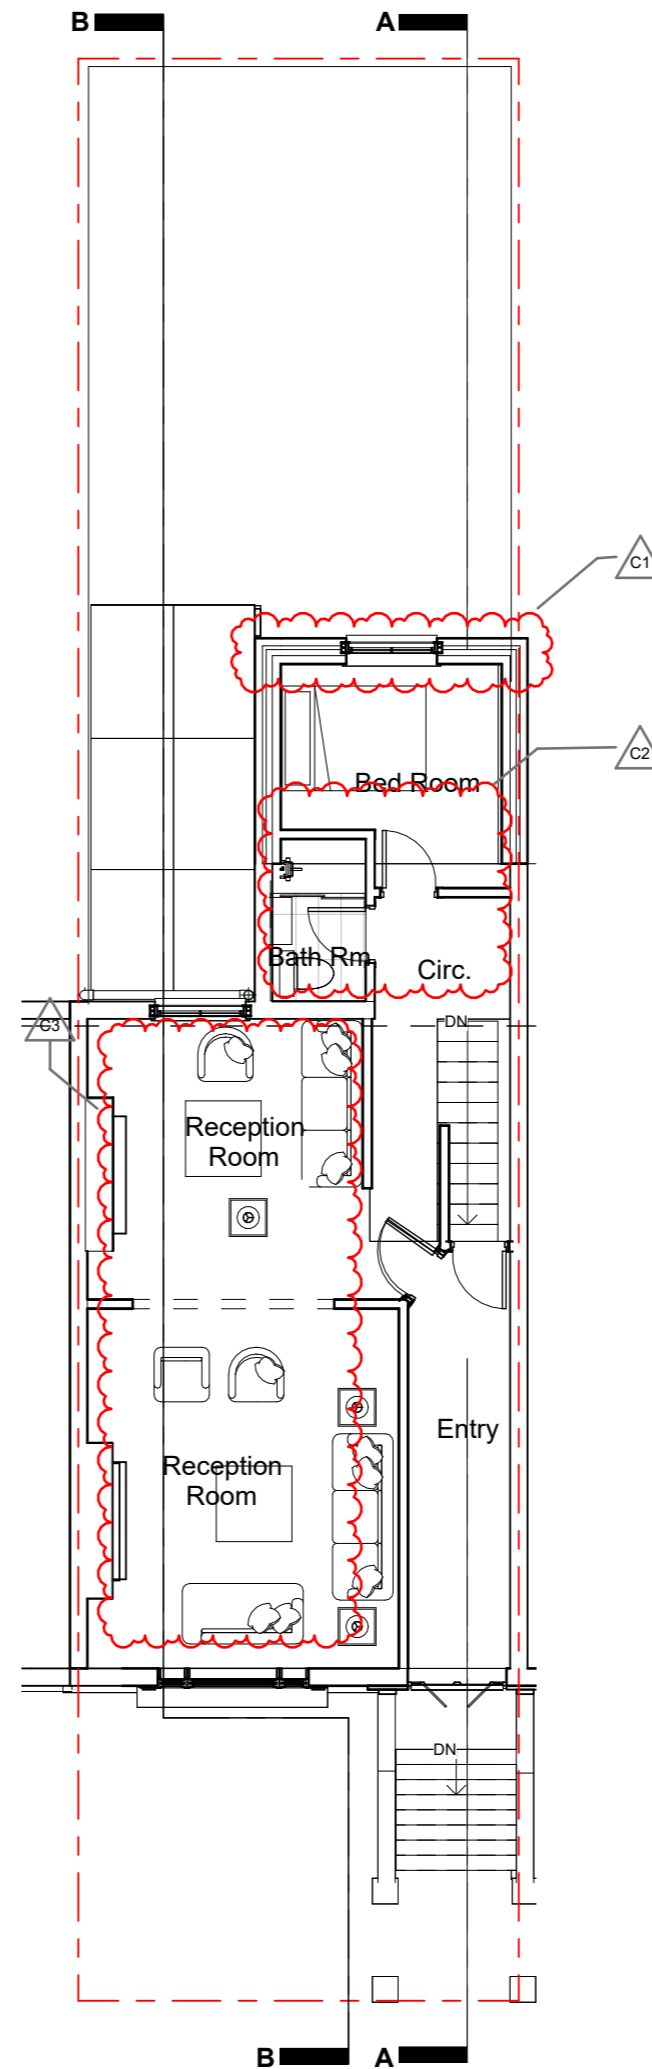 B
A
C1
C2
Bed Room
Bath Rm
Circ.
C3
DN
Reception
Room
Entry
Reception
Room
DN
B
A